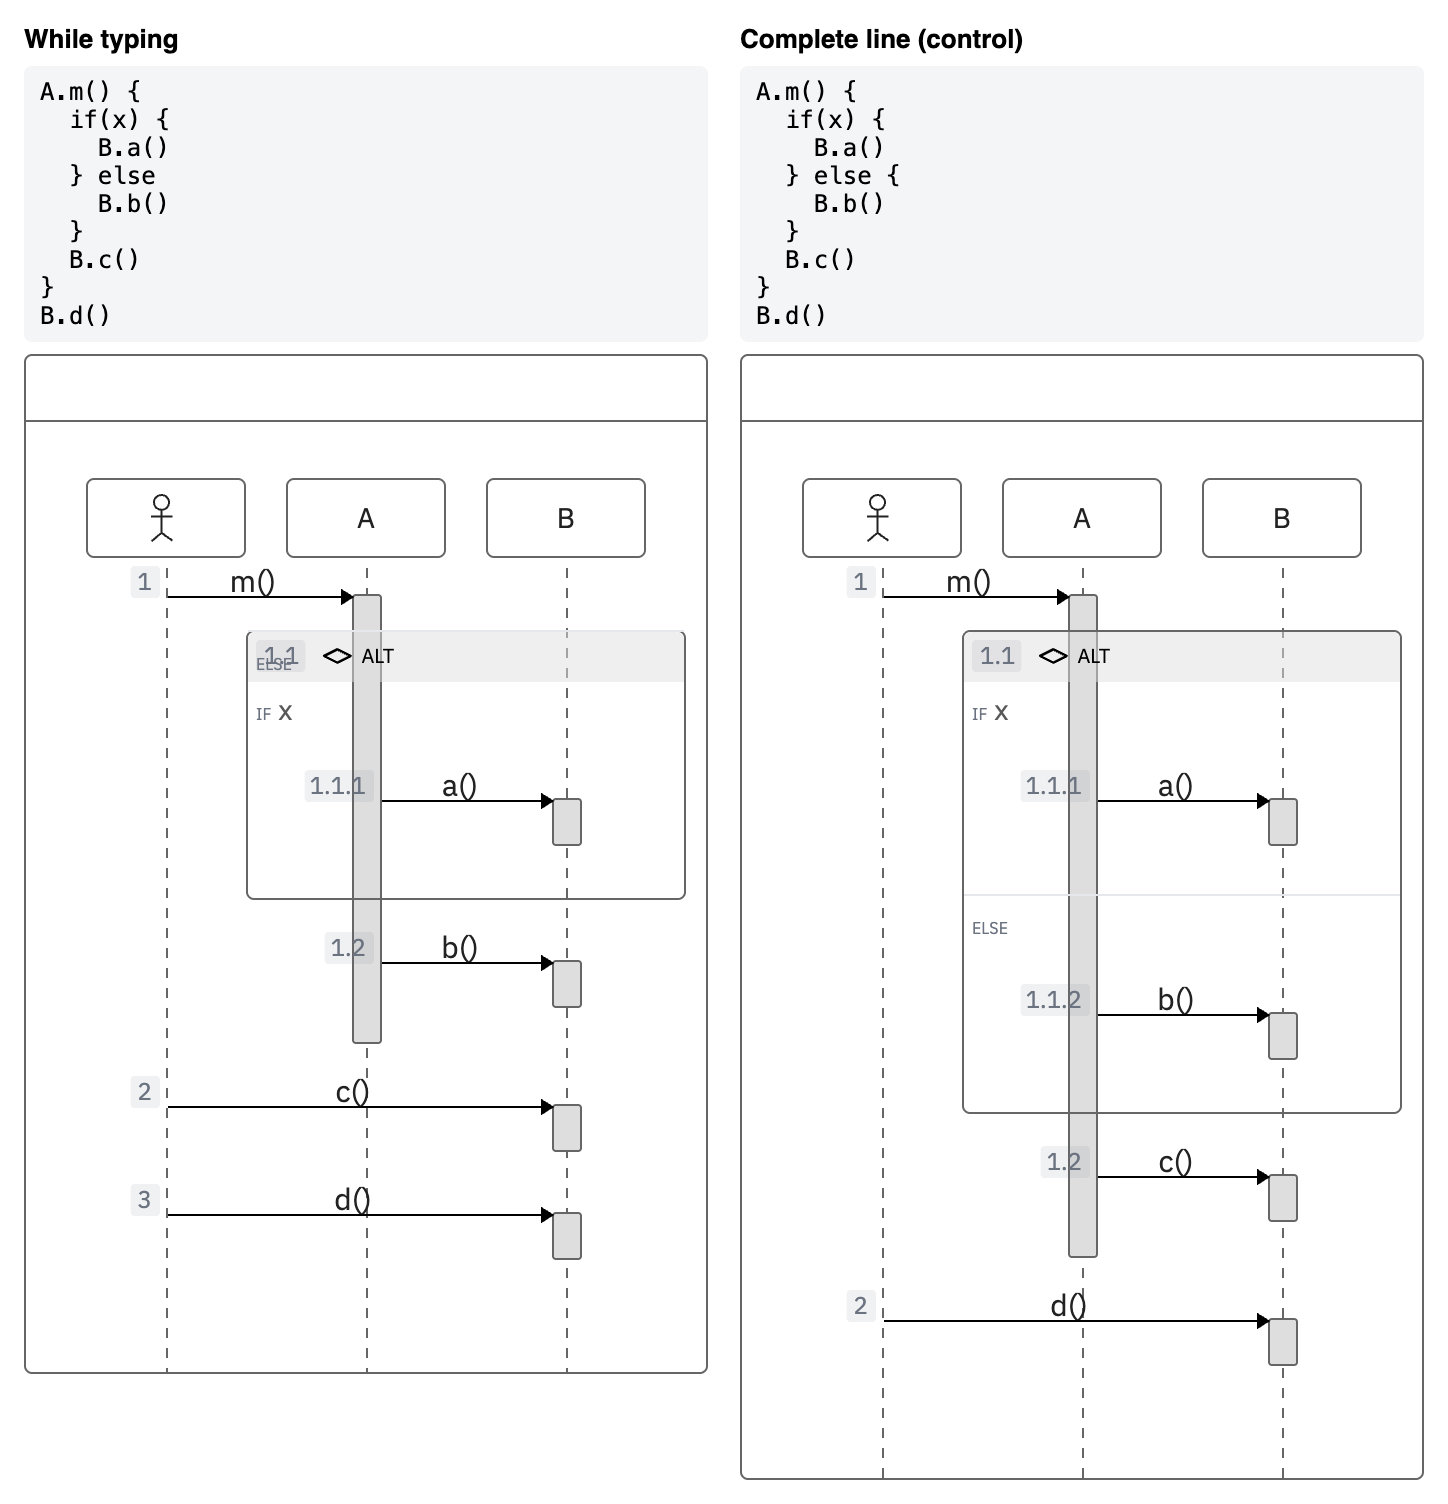 While typing
A.m() {
  if(x) {
    B.a()
  } else
    B.b()
  }
  B.c()
}
B.d()
A
B
1
m()
1.1
ELSE
ALT
IF x
1.1.1
a()
1.2
b()
2
c()
3
d()
Complete line (control)
A.m() {
  if(x) {
    B.a()
  } else {
    B.b()
  }
  B.c()
}
B.d()
A
B
1
m()
1.1
ALT
IF x
1.1.1
a()
ELSE
1.1.2
b()
1.2
c()
2
d()